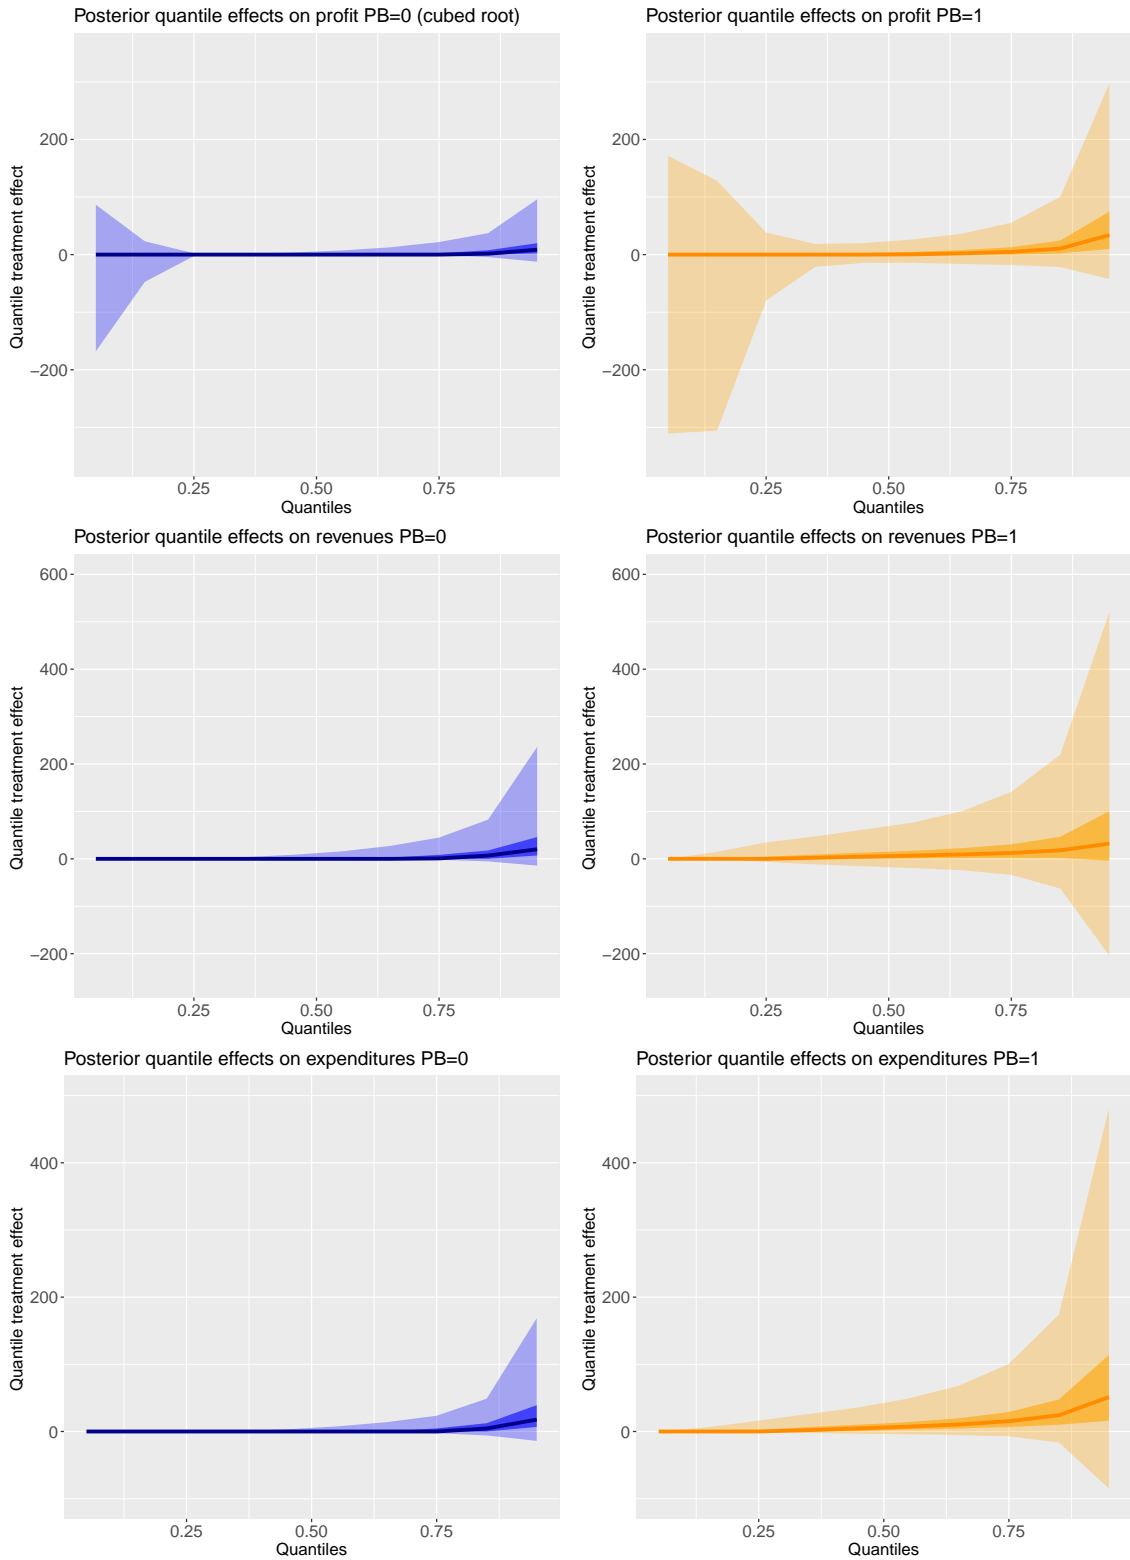 Posterior quantile effects on profit PB=0 (cubed root)
Quantile treatment effect
200
0
−200
0.25 0.50 0.75
Quantiles
Posterior quantile effects on profit PB=1
Quantile treatment effect
200
0
−200
0.25 0.50 0.75
Quantiles
Posterior quantile effects on revenues PB=0
Quantile treatment effect
600
400
200
0
−200
0.25 0.50 0.75
Quantiles
Posterior quantile effects on revenues PB=1
Quantile treatment effect
600
400
200
0
−200
0.25 0.50 0.75
Quantiles
Posterior quantile effects on expenditures PB=0
Quantile treatment effect
400
200
0
0.25 0.50 0.75
Quantiles
Posterior quantile effects on expenditures PB=1
Quantile treatment effect
400
200
0
0.25 0.50 0.75
Quantiles